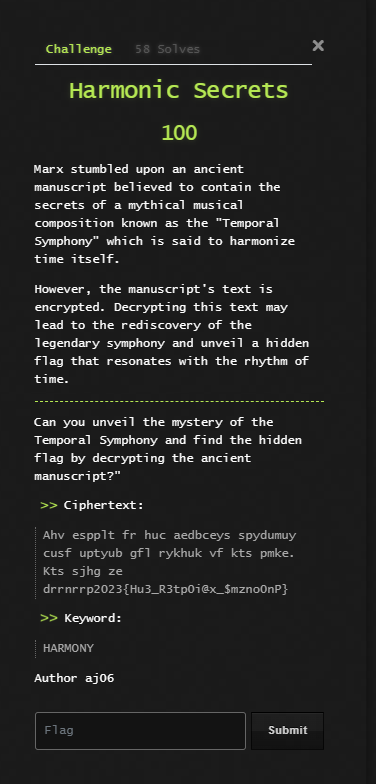 Challenge 58 Solves ×
Harmonic Secrets
100
Marx stumbled upon an ancient
manuscript believed to contain the
secrets of a mythical musical
composition known as the "Temporal
Symphony" which is said to harmonize
time itself.
However, the manuscript's text is
encrypted. Decrypting this text may
lead to the rediscovery of the
legendary symphony and unveil a hidden
flag that resonates with the rhythm of
time.
Can you unveil the mystery of the
Temporal Symphony and find the hidden
flag by decrypting the ancient
manuscript?"
>> Ciphertext:
Ahv espplt fr huc aedbceys spydumuy
cusf uptyub gfl rykhuk vf kts pmke.
Kts sjhg ze
drrnrrp2023{Hu3_R3tp0i@x_$mzno0nP}
>> Keyword:
HARMONY
Author aj06
Flag Submit